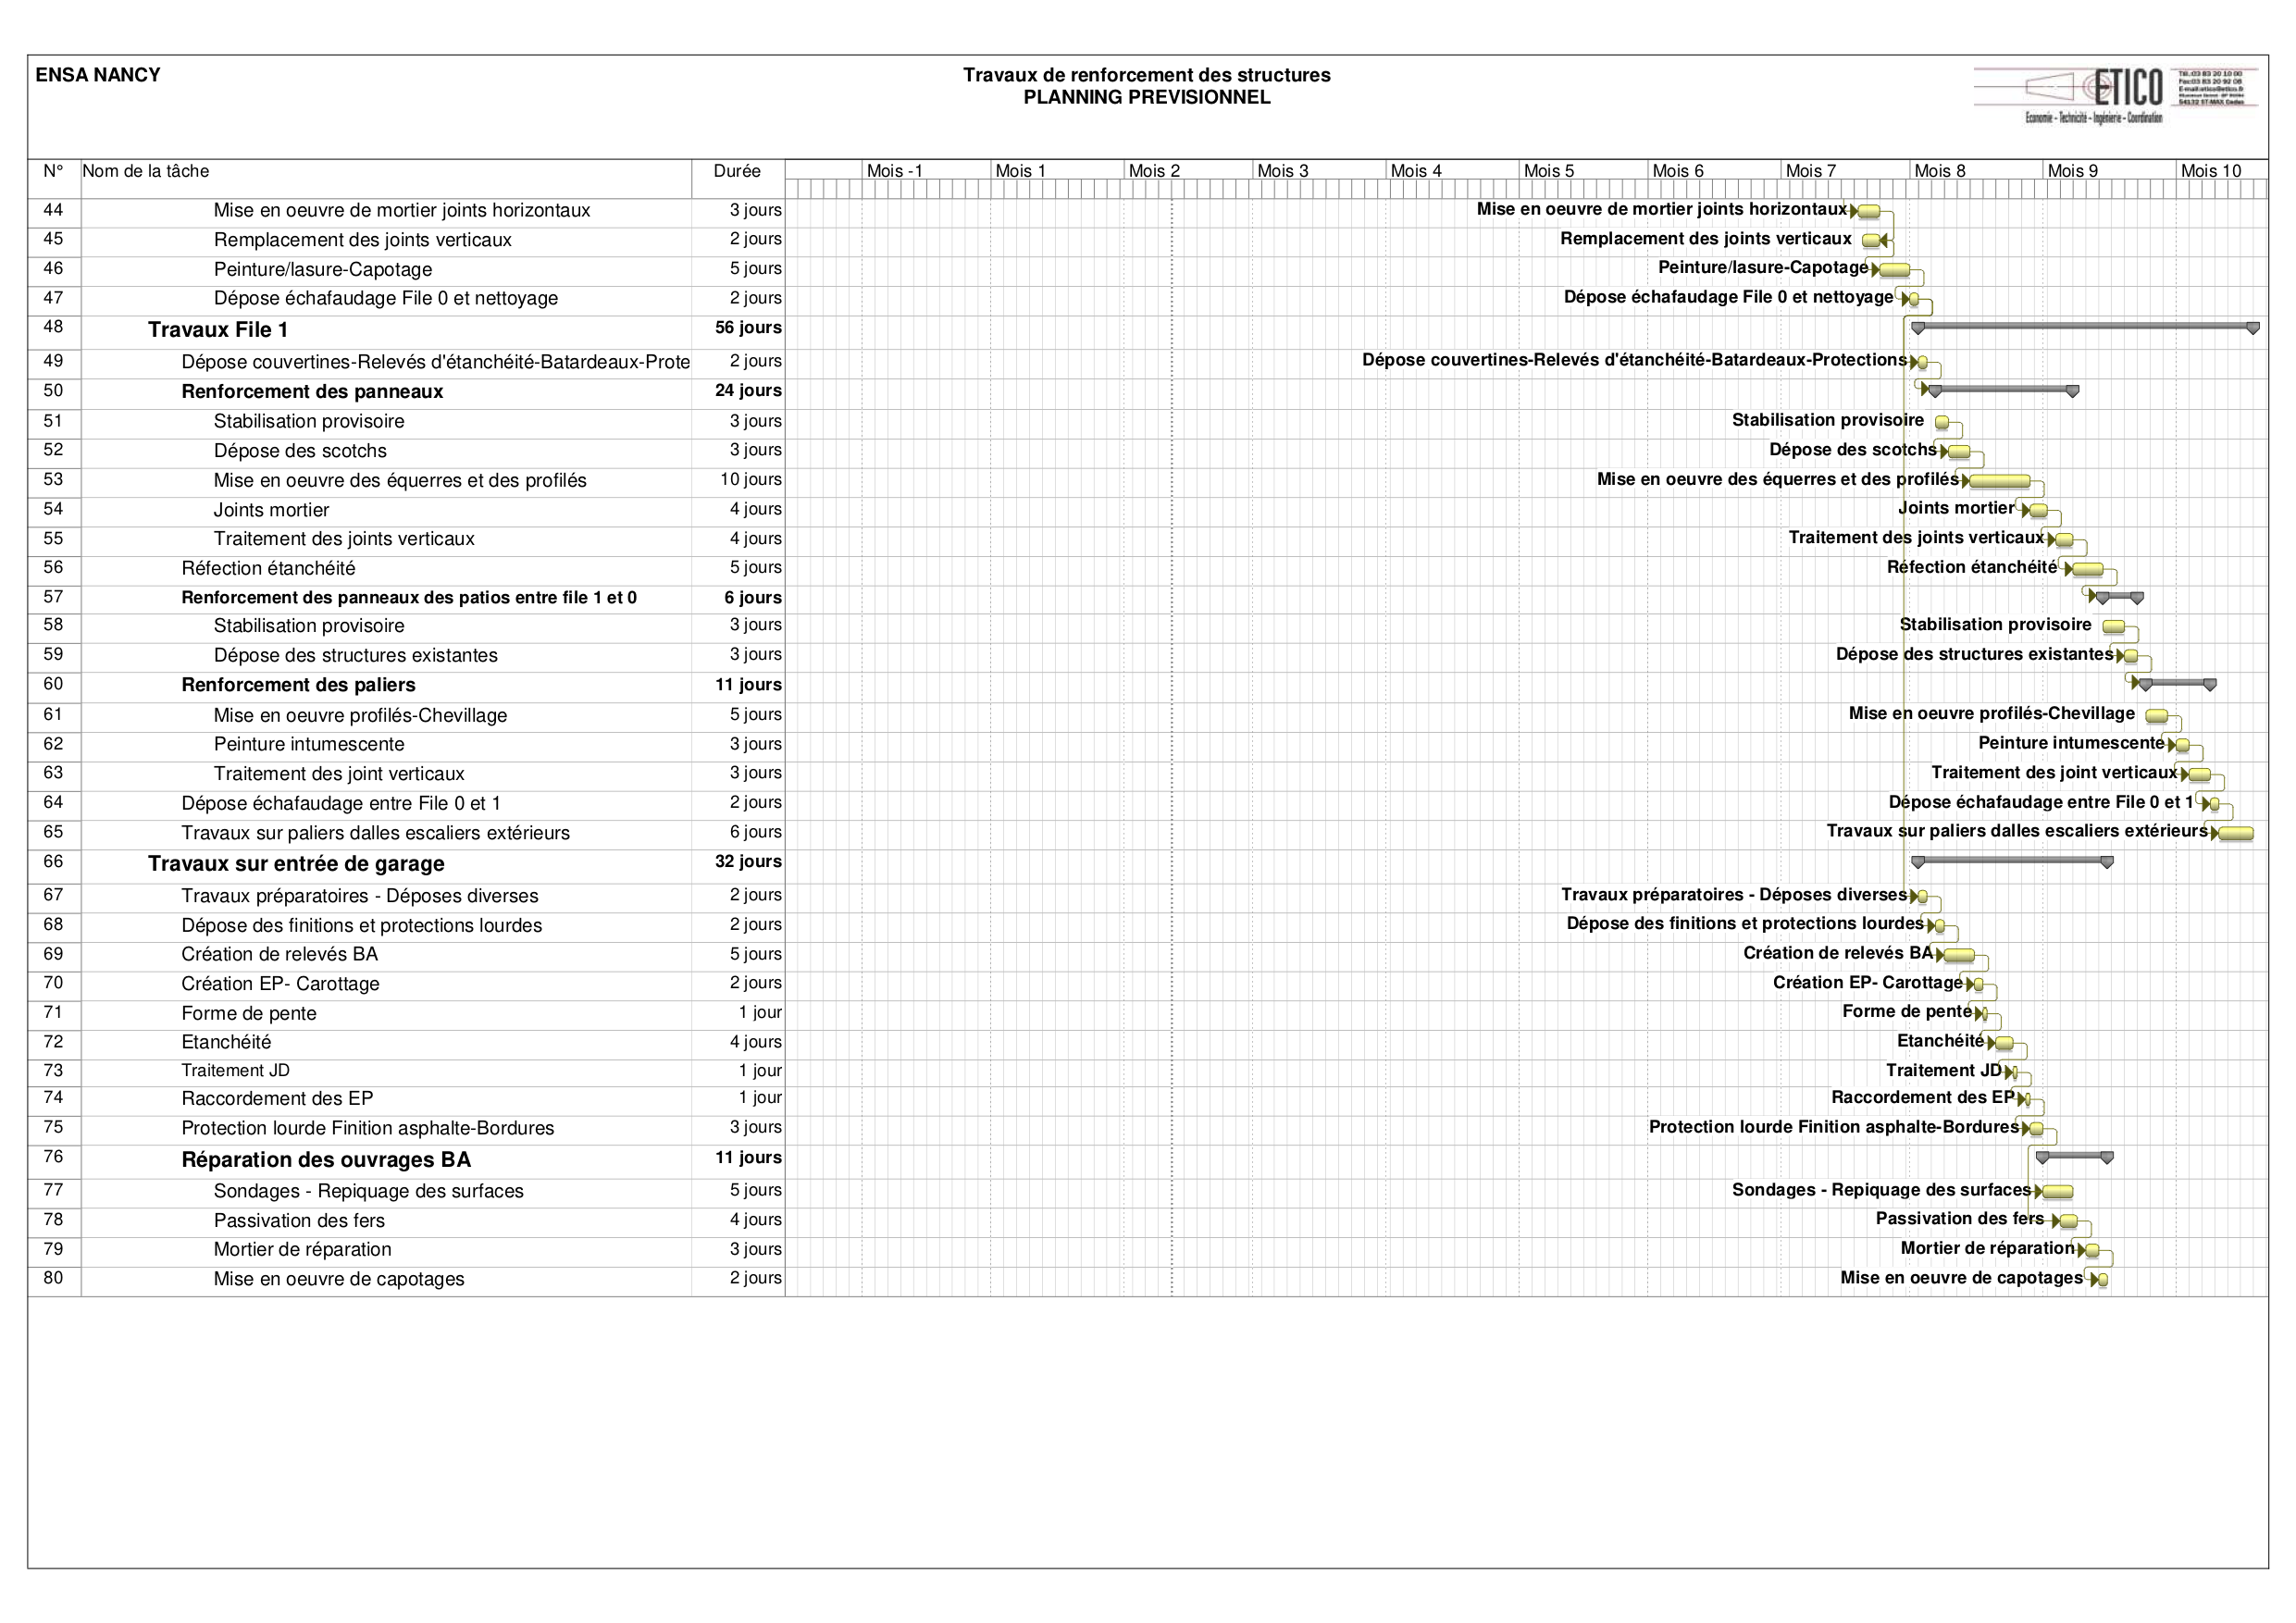 ENSA NANCY
Travaux de renforcement des structures
PLANNING PREVISIONNEL
ETICO
Economie - Technicité - Ingénierie - Coordination
N° Nom de la tâche Durée Mois -1 Mois 1 Mois 2 Mois 3 Mois 4 Mois 5 Mois 6 Mois 7 Mois 8 Mois 9 Mois 10
44 Mise en oeuvre de mortier joints horizontaux 3 jours Mise en oeuvre de mortier joints horizontaux
45 Remplacement des joints verticaux 2 jours Remplacement des joints verticaux
46 Peinture/lasure-Capotage 5 jours Peinture/lasure-Capotage
47 Dépose échafaudage File 0 et nettoyage 2 jours Dépose échafaudage File 0 et nettoyage
48 Travaux File 1 56 jours
49 Dépose couvertines-Relevés d'étanchéité-Batardeaux-Prote 2 jours Dépose couvertines-Relevés d'étanchéité-Batardeaux-Protections
50 Renforcement des panneaux 24 jours
51 Stabilisation provisoire 3 jours Stabilisation provisoire
52 Dépose des scotchs 3 jours Dépose des scotchs
53 Mise en oeuvre des équerres et des profilés 10 jours Mise en oeuvre des équerres et des profilés
54 Joints mortier 4 jours Joints mortier
55 Traitement des joints verticaux 4 jours Traitement des joints verticaux
56 Réfection étanchéité 5 jours Réfection étanchéité
57 Renforcement des panneaux des patios entre file 1 et 0 6 jours
58 Stabilisation provisoire 3 jours Stabilisation provisoire
59 Dépose des structures existantes 3 jours Dépose des structures existantes
60 Renforcement des paliers 11 jours
61 Mise en oeuvre profilés-Chevillage 5 jours Mise en oeuvre profilés-Chevillage
62 Peinture intumescente 3 jours Peinture intumescente
63 Traitement des joint verticaux 3 jours Traitement des joint verticaux
64 Dépose échafaudage entre File 0 et 1 2 jours Dépose échafaudage entre File 0 et 1
65 Travaux sur paliers dalles escaliers extérieurs 6 jours Travaux sur paliers dalles escaliers extérieurs
66 Travaux sur entrée de garage 32 jours
67 Travaux préparatoires - Déposes diverses 2 jours Travaux préparatoires - Déposes diverses
68 Dépose des finitions et protections lourdes 2 jours Dépose des finitions et protections lourdes
69 Création de relevés BA 5 jours Création de relevés BA
70 Création EP- Carottage 2 jours Création EP- Carottage
71 Forme de pente 1 jour Forme de pente
72 Etanchéité 4 jours Etanchéité
73 Traitement JD 1 jour Traitement JD
74 Raccordement des EP 1 jour Raccordement des EP
75 Protection lourde Finition asphalte-Bordures 3 jours Protection lourde Finition asphalte-Bordures
76 Réparation des ouvrages BA 11 jours
77 Sondages - Repiquage des surfaces 5 jours Sondages - Repiquage des surfaces
78 Passivation des fers 4 jours Passivation des fers
79 Mortier de réparation 3 jours Mortier de réparation
80 Mise en oeuvre de capotages 2 jours Mise en oeuvre de capotages